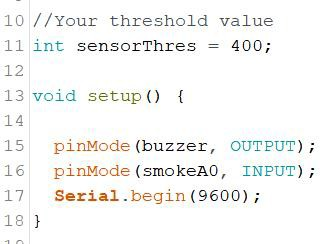 10 //Your threshold value
11 int sensorThres = 400;
12
13 void setup() {
14
15 pinMode(buzzer, OUTPUT);
16 pinMode(smokeA0, INPUT);
17 Serial.begin(9600);
18 }